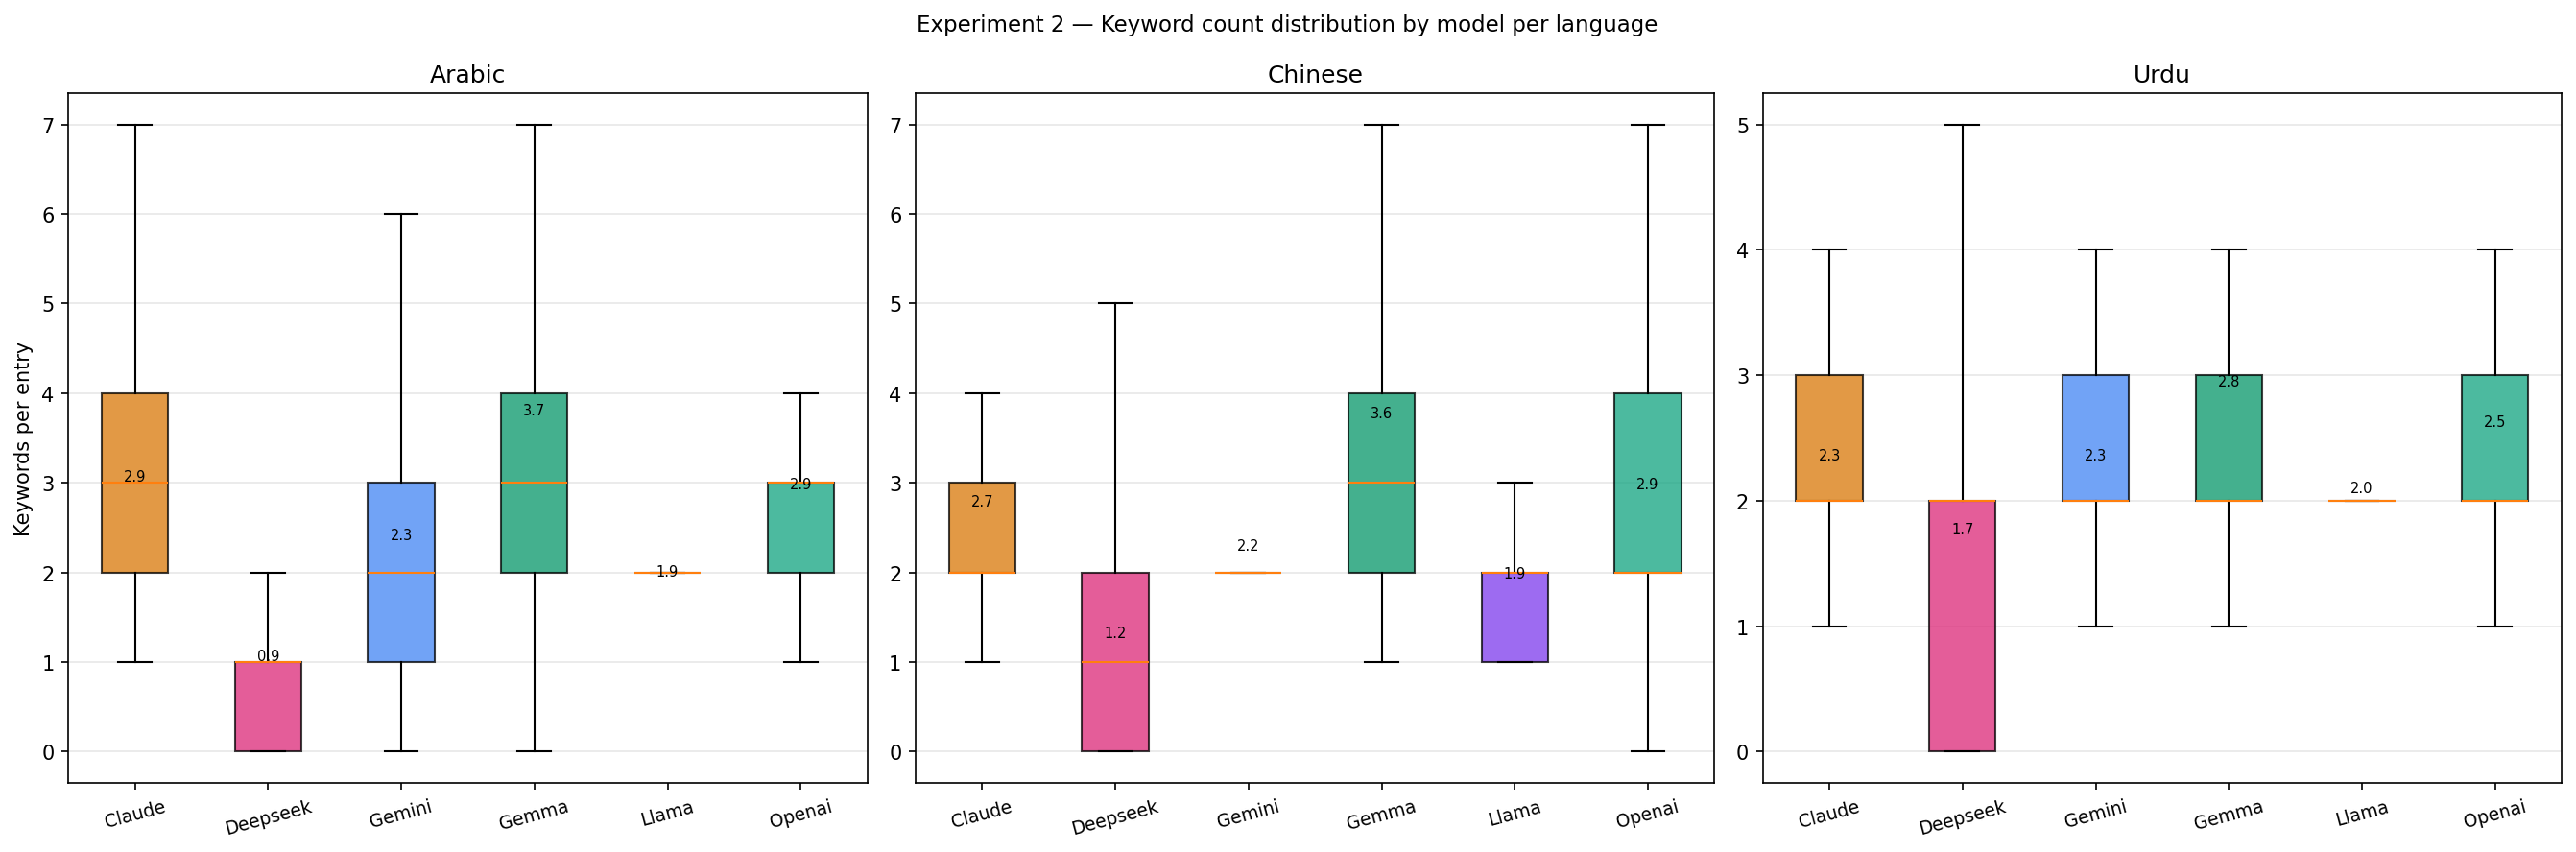 Experiment 2 — Keyword count distribution by model per language
Arabic
Keywords per entry
7
6
5
4
3
2
1
0
2.9
0.9
2.3
3.7
1.9
2.9
Claude
Deepseek
Gemini
Gemma
Llama
Openai
Chinese
7
6
5
4
3
2
1
0
2.7
1.2
2.2
3.6
1.9
2.9
Claude
Deepseek
Gemini
Gemma
Llama
Openai
Urdu
5
4
3
2
1
0
2.3
1.7
2.3
2.8
2.0
2.5
Claude
Deepseek
Gemini
Gemma
Llama
Openai